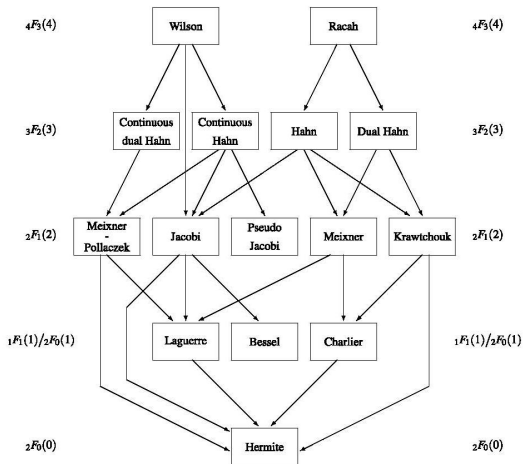 ₄F₃(4) Wilson Racah ₄F₃(4)
Continuous Continuous Hahn Dual Hahn
dual Hahn Hahn
₃F₂(3) ₃F₂(3)
Meixner Jacobi Pseudo Meixner Krawtchouk
- Jacobi
Pollaczek
₂F₁(2) ₂F₁(2)
₁F₁(1)/₂F₀(1) Laguerre Bessel Charlier ₁F₁(1)/₂F₀(1)
₂F₀(0) Hermite ₂F₀(0)